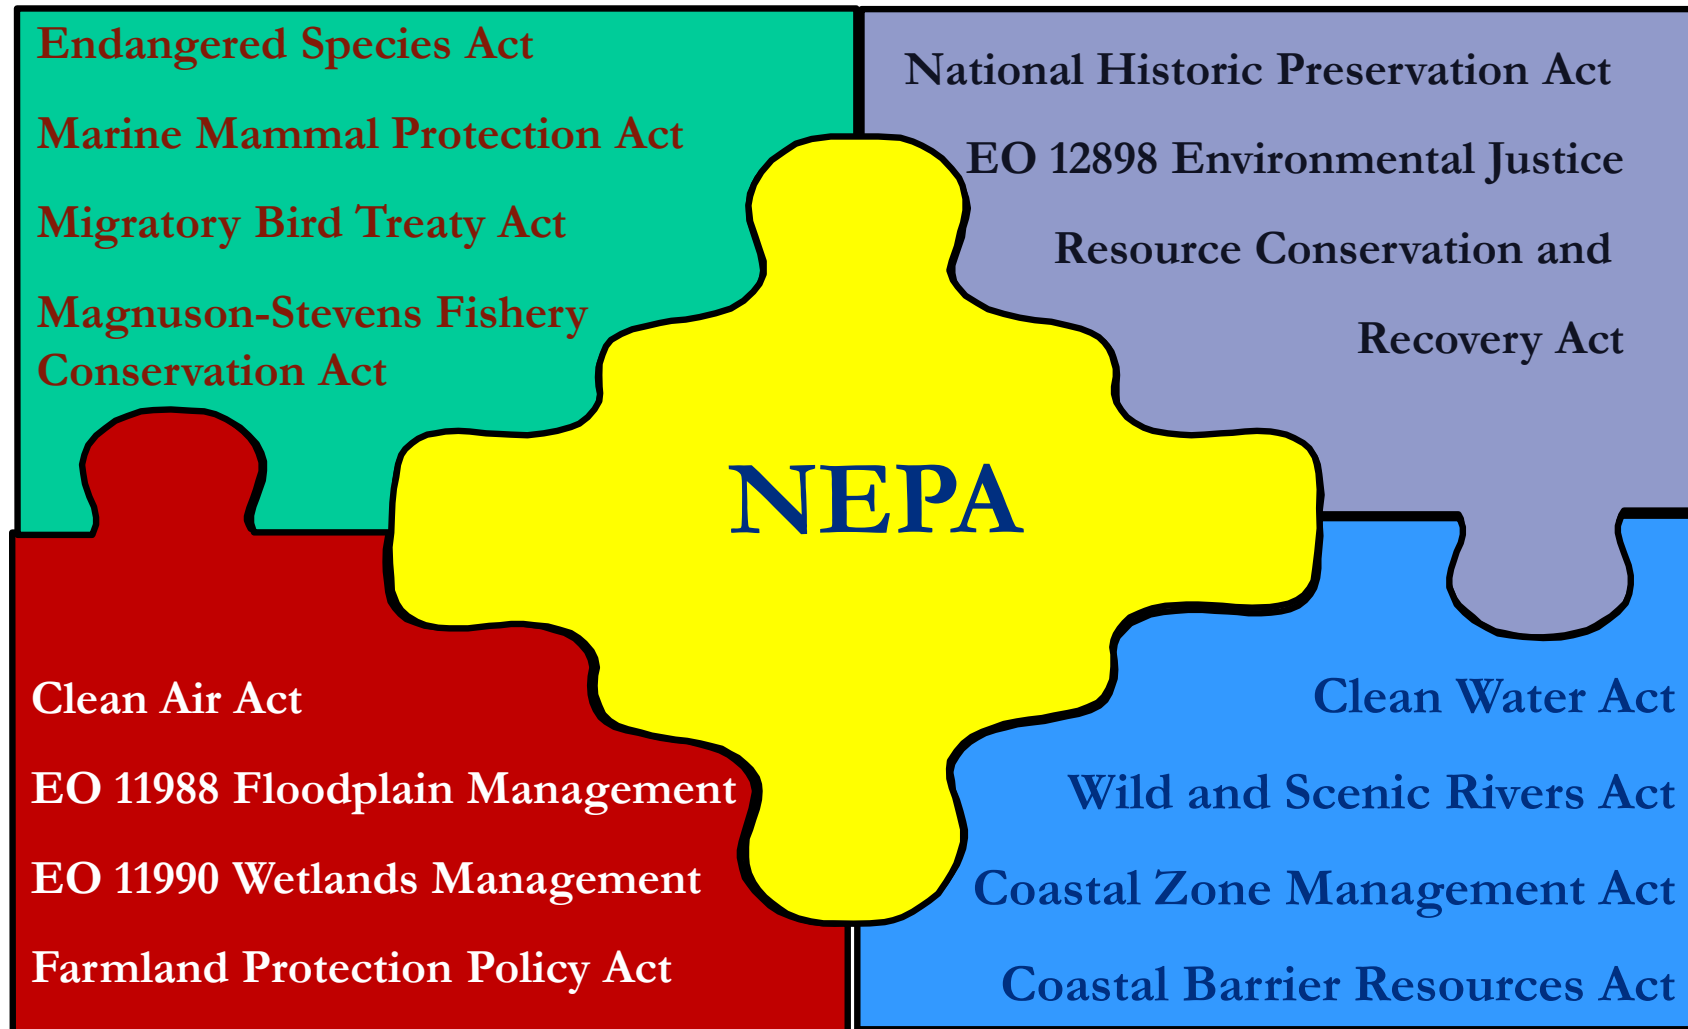 Endangered Species Act
Marine Mammal Protection Act
Migratory Bird Treaty Act
Magnuson-Stevens Fishery
Conservation Act
National Historic Preservation Act
EO 12898 Environmental Justice
Resource Conservation and
Recovery Act
NEPA
Clean Air Act
EO 11988 Floodplain Management
EO 11990 Wetlands Management
Farmland Protection Policy Act
Clean Water Act
Wild and Scenic Rivers Act
Coastal Zone Management Act
Coastal Barrier Resources Act